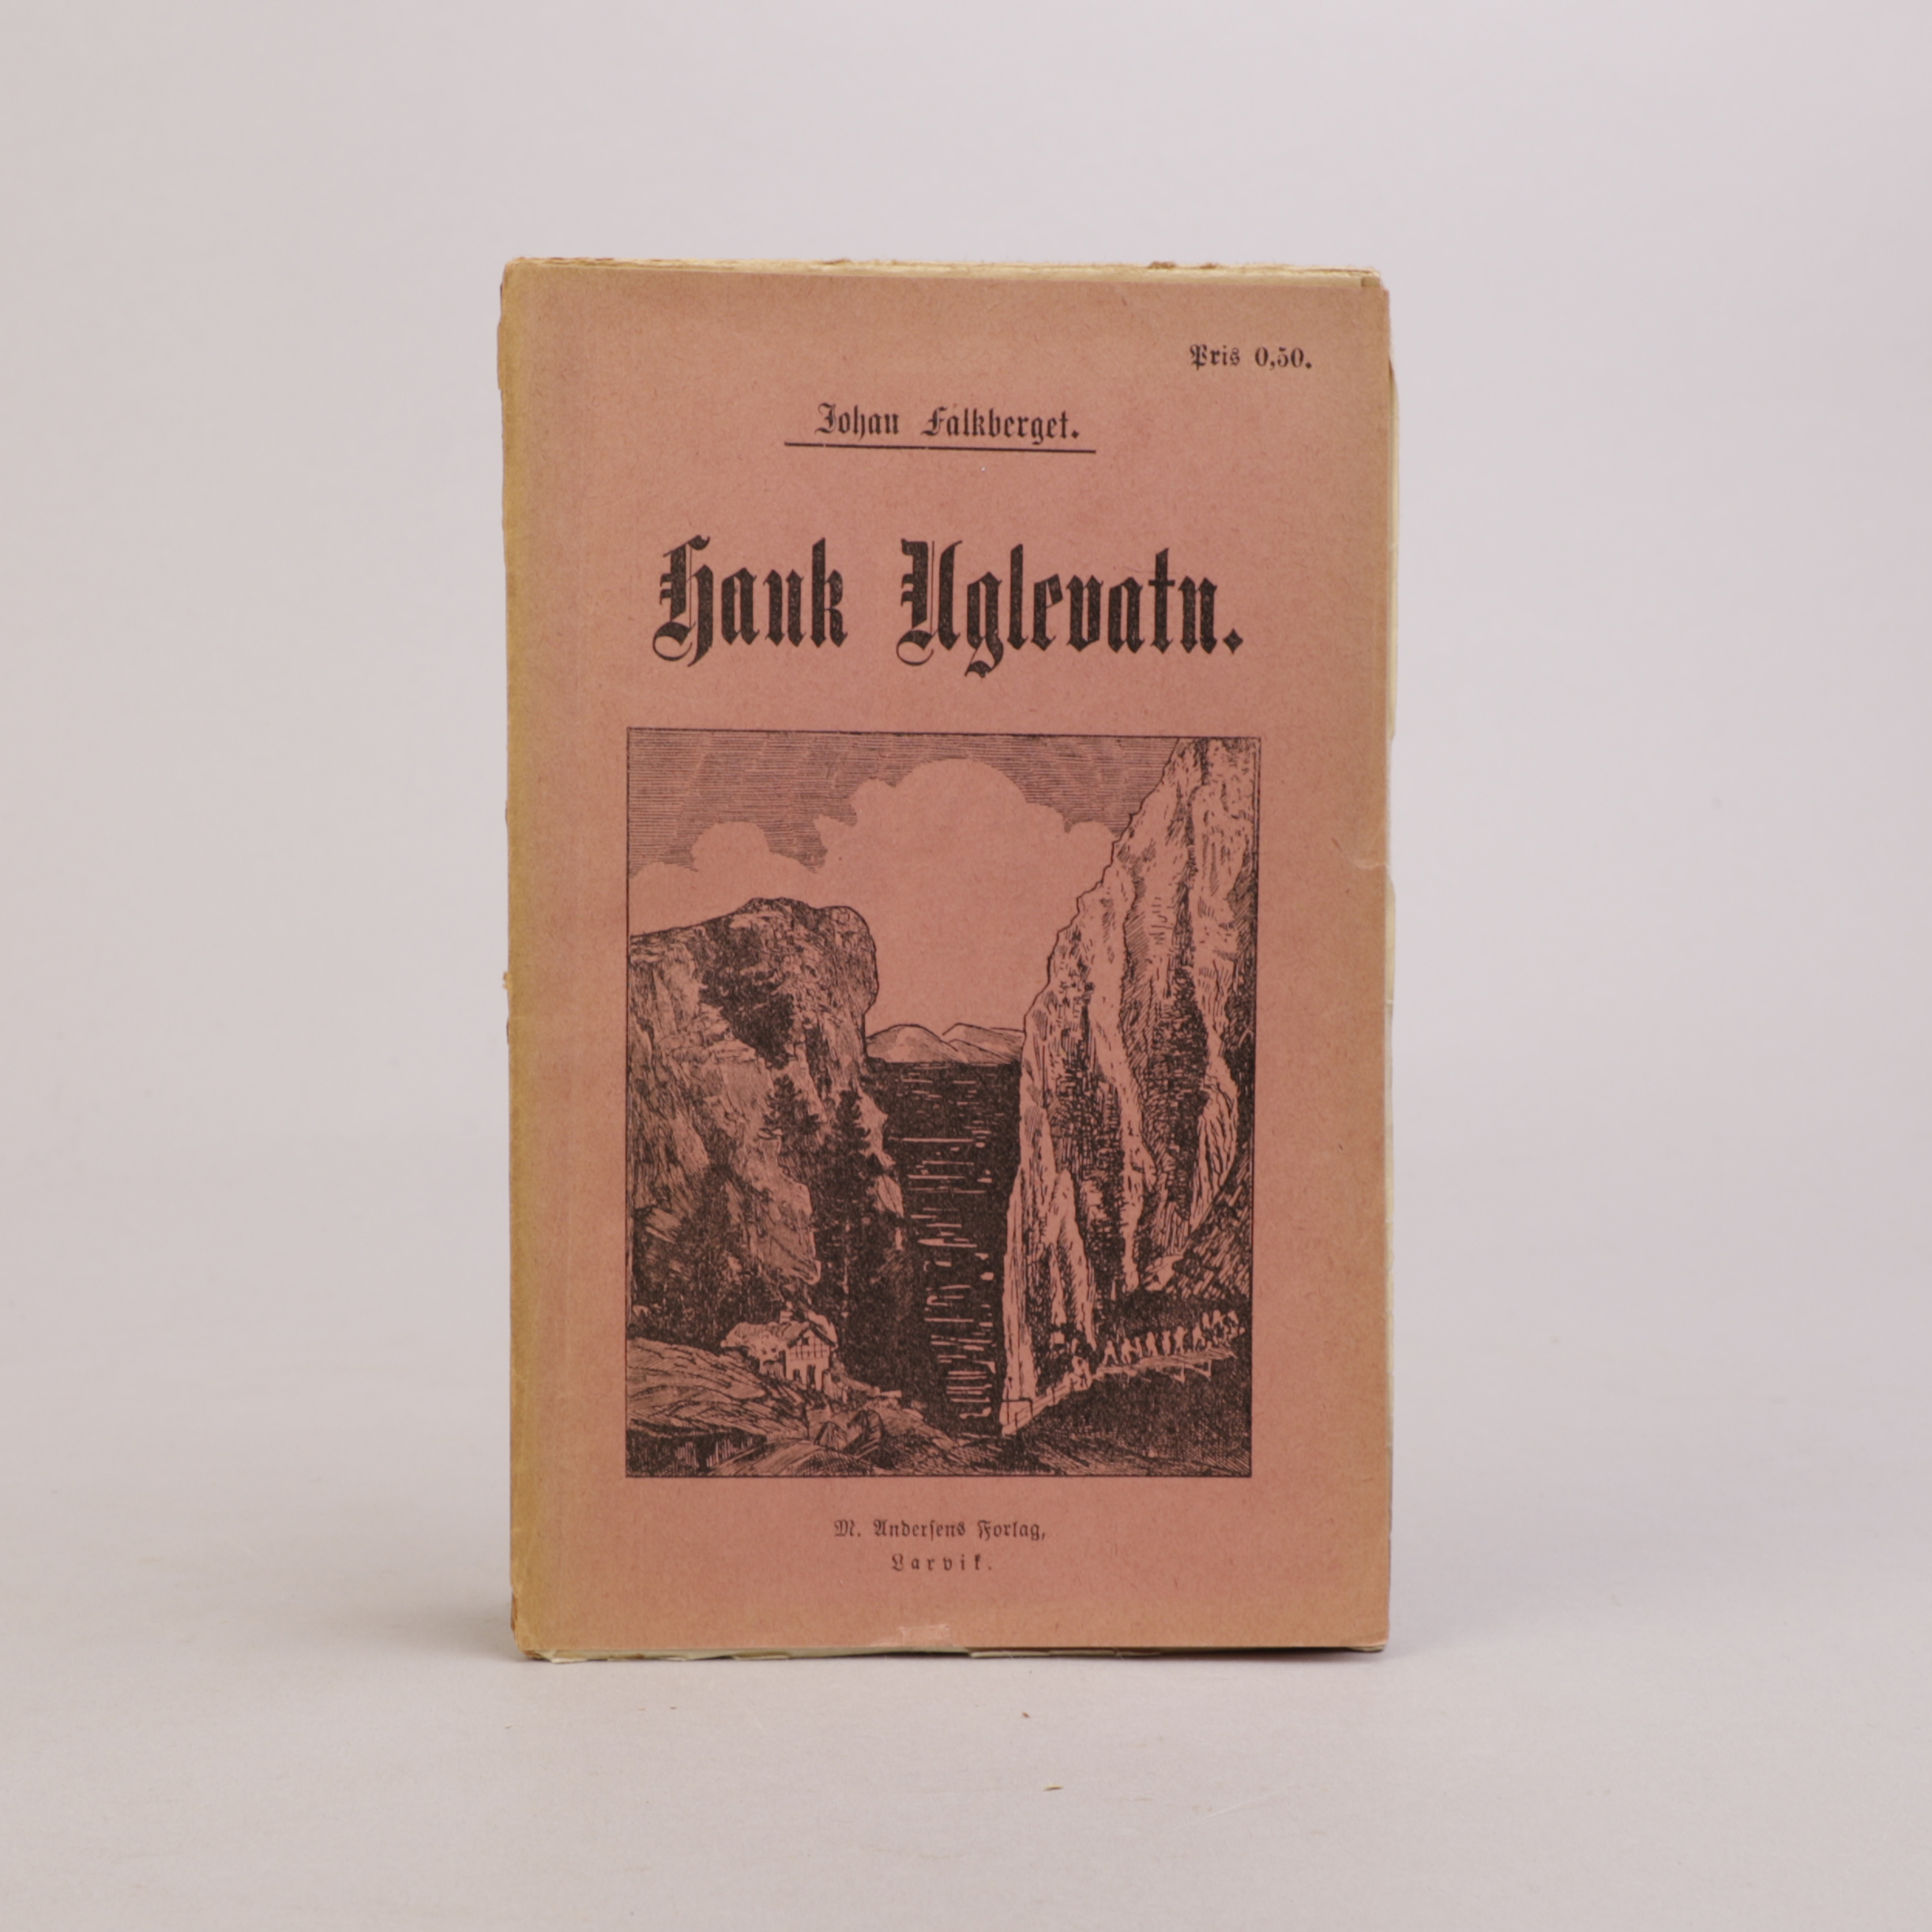 Pris 0,50.
Johan Falkberget.
Hauk Uglevatn.
M. Andersens Forlag,
Larvik.